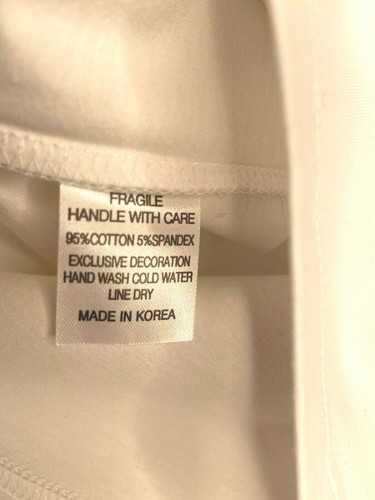 FRAGILE
HANDLE WITH CARE
95%COTTON 5%SPANDEX
EXCLUSIVE DECORATION
HAND WASH COLD WATER
LINE DRY
MADE IN KOREA